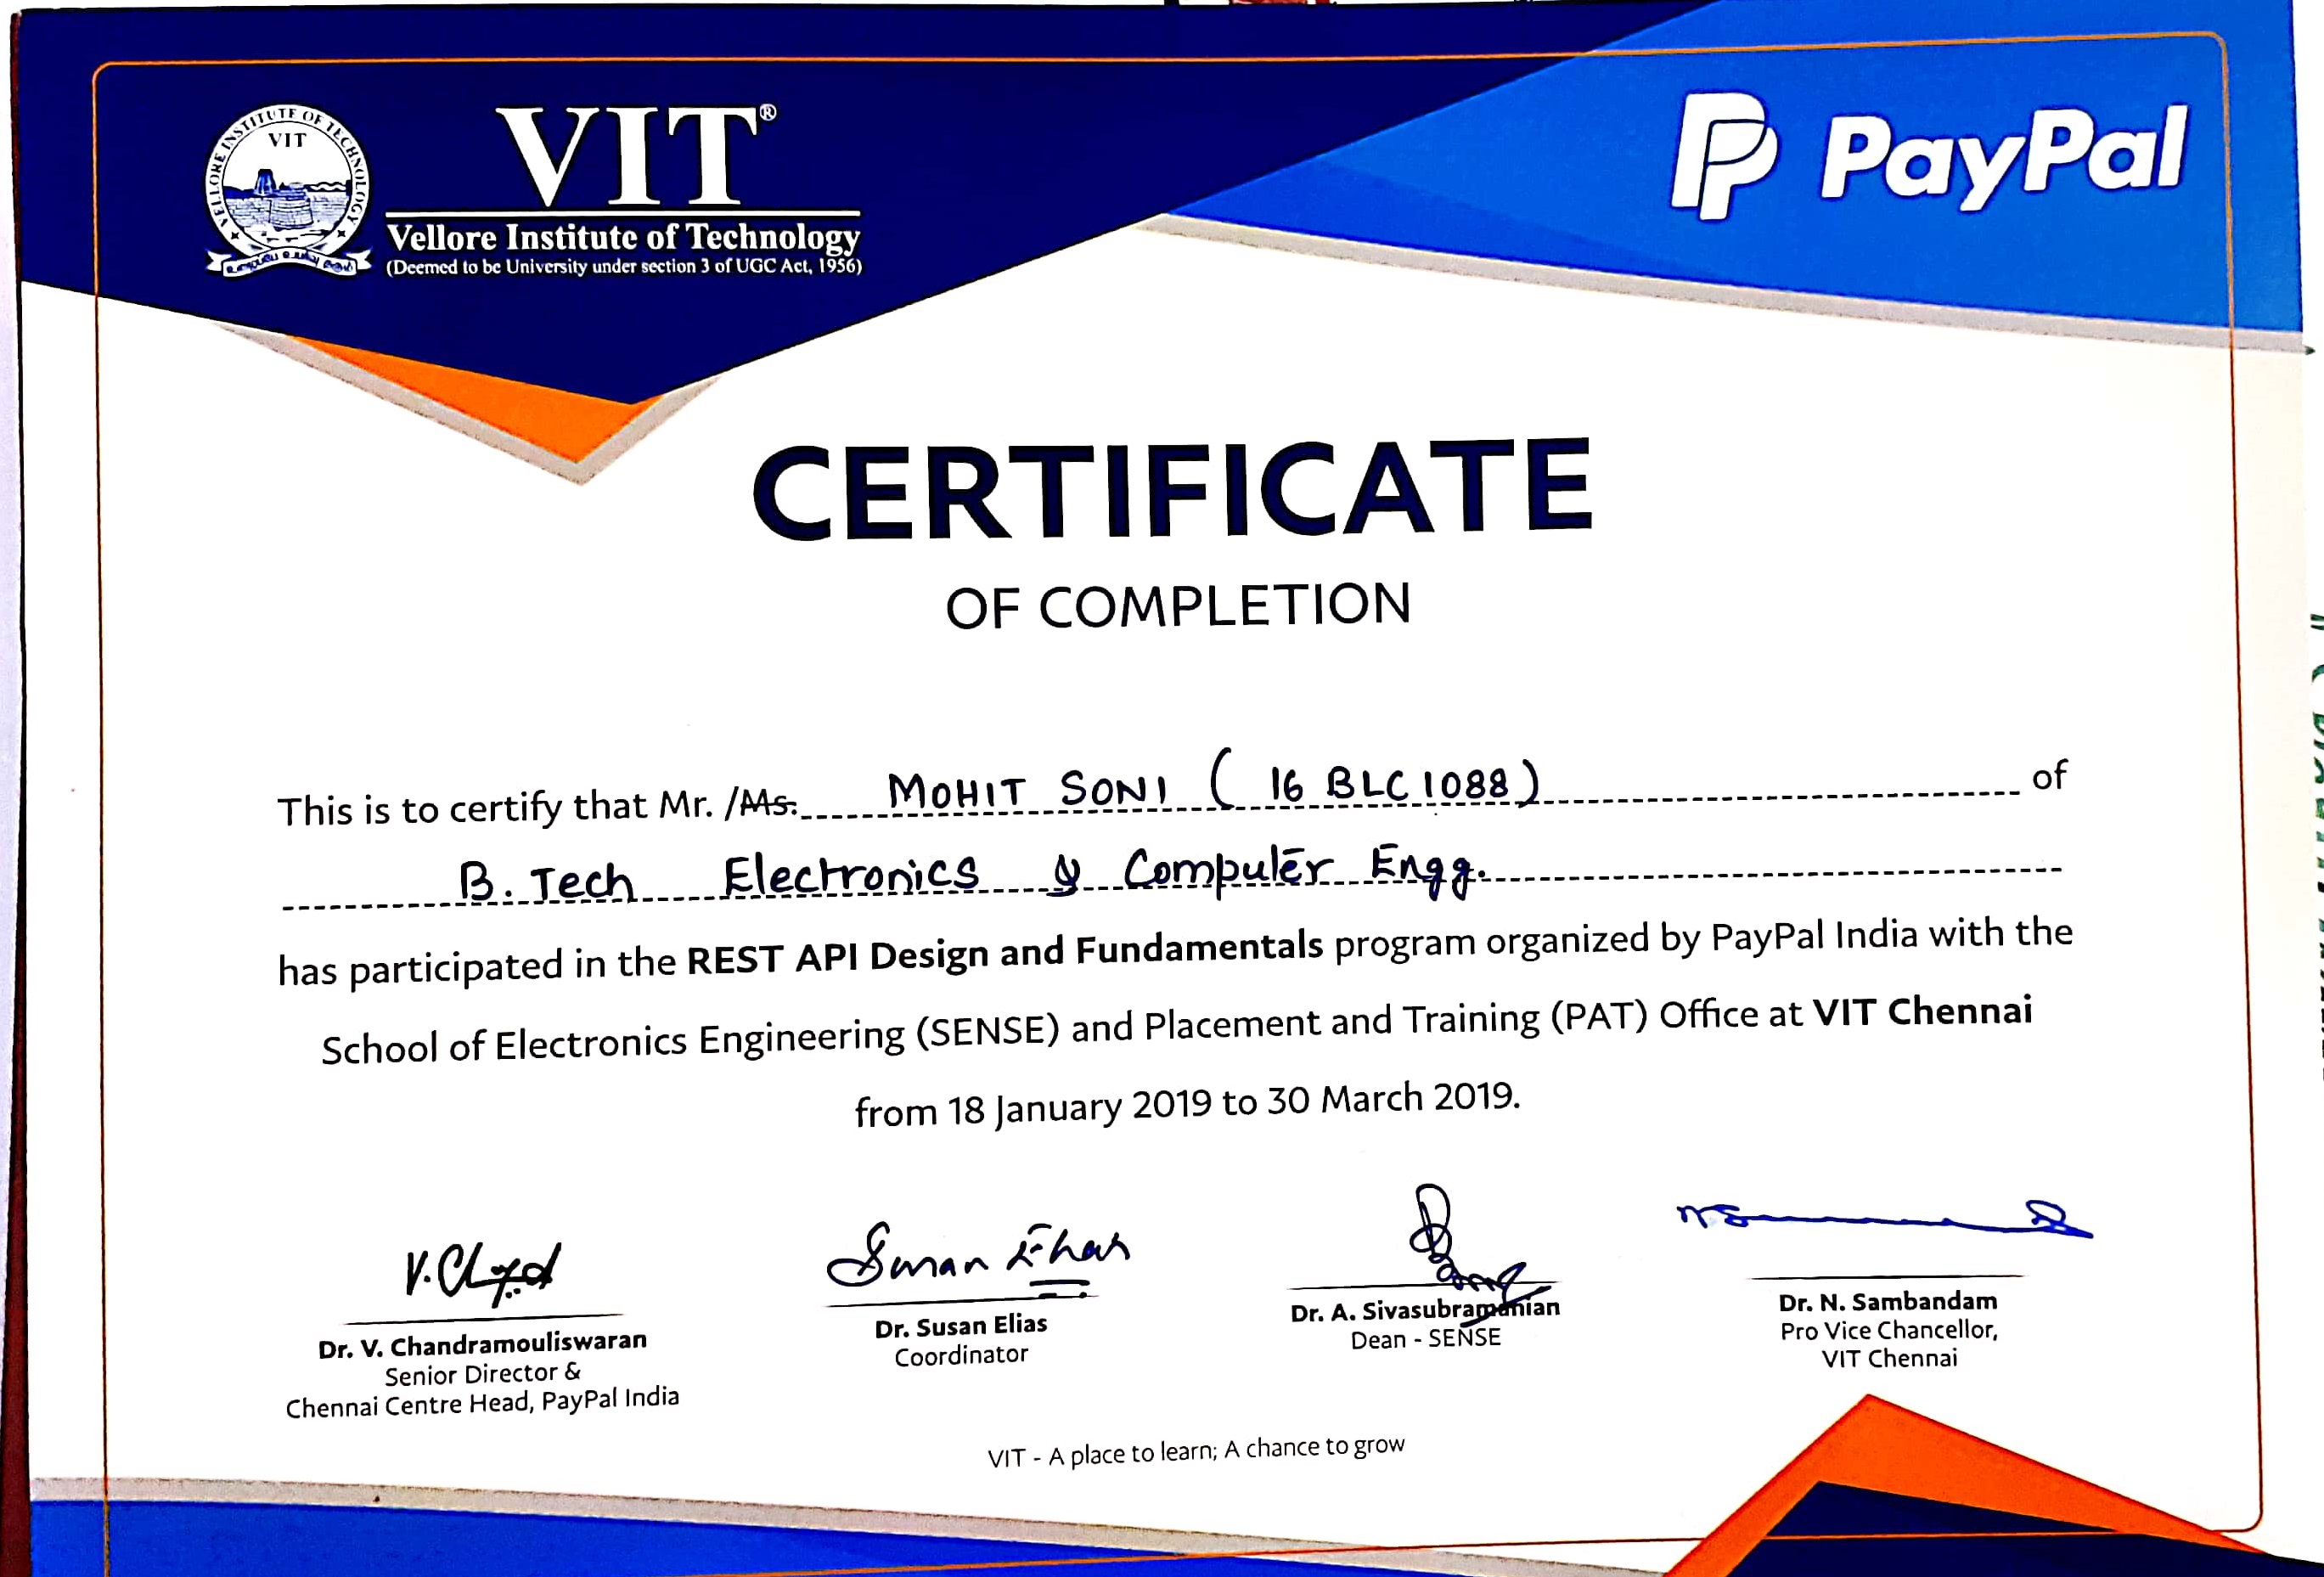 VELLORE INSTITUTE OF TECHNOLOGY
VIT
VIT®
Vellore Institute of Technology
(Deemed to be University under section 3 of UGC Act, 1956)
PayPal
CERTIFICATE
OF COMPLETION
This is to certify that Mr. /Ms. MOHIT SONI ( 16 BLC 1088) of
B. Tech Electronics & Computer Engg.
has participated in the REST API Design and Fundamentals program organized by PayPal India with the
School of Electronics Engineering (SENSE) and Placement and Training (PAT) Office at VIT Chennai
from 18 January 2019 to 30 March 2019.
Susan Elias
Dr. V. Chandramouliswaran
Senior Director &
Chennai Centre Head, PayPal India
Dr. Susan Elias
Coordinator
Dr. A. Sivasubramanian
Dean - SENSE
Dr. N. Sambandam
Pro Vice Chancellor,
VIT Chennai
VIT - A place to learn; A chance to grow